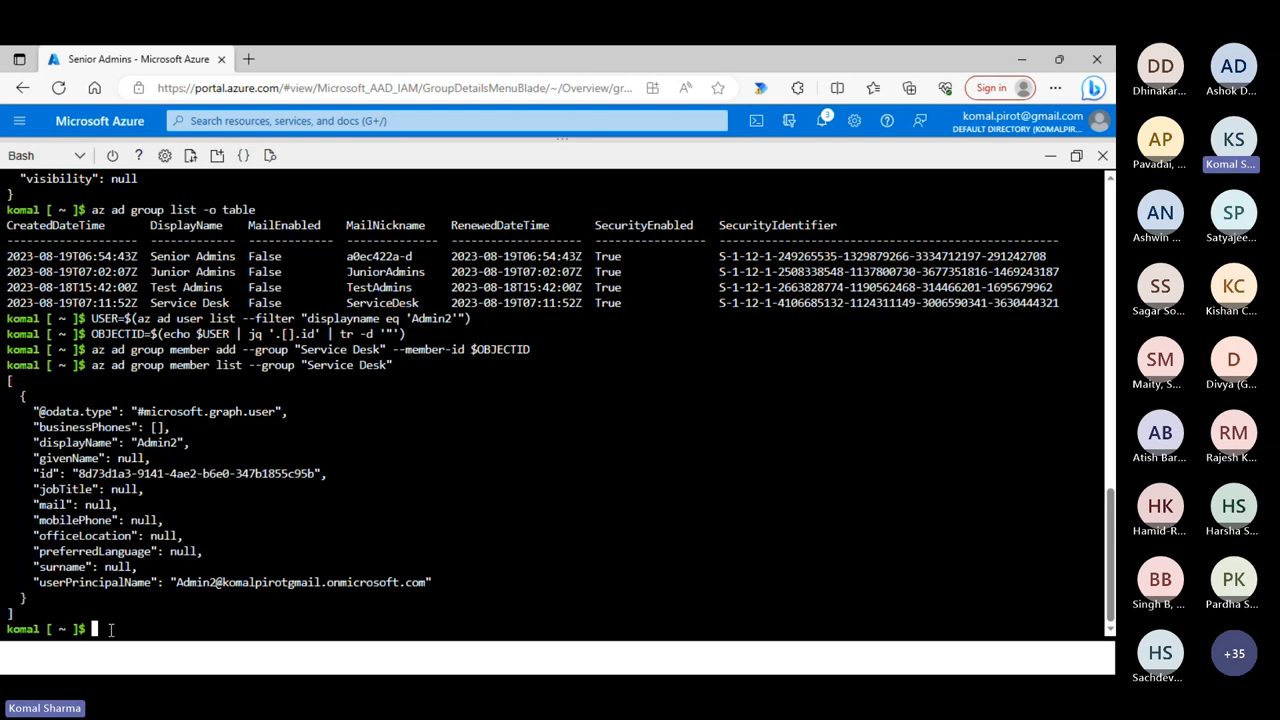 Senior Admins - Microsoft Azure
https://portal.azure.com/#view/Microsoft_AAD_IAM/GroupDetailsMenuBlade/~/Overview/gr...
Sign in
Microsoft Azure
Search resources, services, and docs (G+/)
3
komal.pirot@gmail.com
DEFAULT DIRECTORY (KOMALPIR...
Bash
"visibility": null
}
komal [ ~ ]$ az ad group list -o table
CreatedDateTime DisplayName MailEnabled MailNickname RenewedDateTime SecurityEnabled SecurityIdentifier
2023-08-19T06:54:43Z Senior Admins False a0ec422a-d 2023-08-19T06:54:43Z True S-1-12-1-249265535-1329879266-3334712197-291242708
2023-08-19T07:02:07Z Junior Admins False JuniorAdmins 2023-08-19T07:02:07Z True S-1-12-1-2508338548-1137800730-3677351816-1469243187
2023-08-18T15:42:00Z Test Admins False TestAdmins 2023-08-18T15:42:00Z True S-1-12-1-2663828774-1190562468-314466201-1695679962
2023-08-19T07:11:52Z Service Desk False ServiceDesk 2023-08-19T07:11:52Z True S-1-12-1-4106685132-1124311149-3006590341-3630444321
komal [ ~ ]$ USER=$(az ad user list --filter "displayname eq 'Admin2'")
komal [ ~ ]$ OBJECTID=$(echo $USER | jq '.[].id' | tr -d '"')
komal [ ~ ]$ az ad group member add --group "Service Desk" --member-id $OBJECTID
komal [ ~ ]$ az ad group member list --group "Service Desk"
[
{
"@odata.type": "#microsoft.graph.user",
"businessPhones": [],
"displayName": "Admin2",
"givenName": null,
"id": "8d73d1a3-9141-4ae2-b6e0-347b1855c95b",
"jobTitle": null,
"mail": null,
"mobilePhone": null,
"officeLocation": null,
"preferredLanguage": null,
"surname": null,
"userPrincipalName": "Admin2@komalpirotgmail.onmicrosoft.com"
}
]
komal [ ~ ]$
Komal Sharma
DD AD
Dhinakar... Ashok D...
AP KS
Pavadai, ... Komal S...
AN SP
Ashwin ... Satyajee...
SS KC
Sagar So... Kishan C...
SM D
Maity, S... Divya (G...
AB RM
Atish Bar... Rajesh K...
HK HS
Hamid-R... Harsha S...
BB PK
Singh B, ... Pardha S...
HS +35
Sachdev...